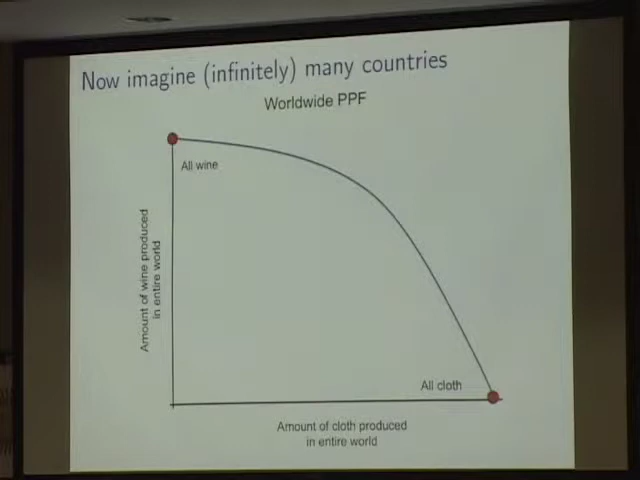 Now imagine (infinitely) many countries
Worldwide PPF
All wine
Amount of wine produced
in entire world
All cloth
Amount of cloth produced
in entire world